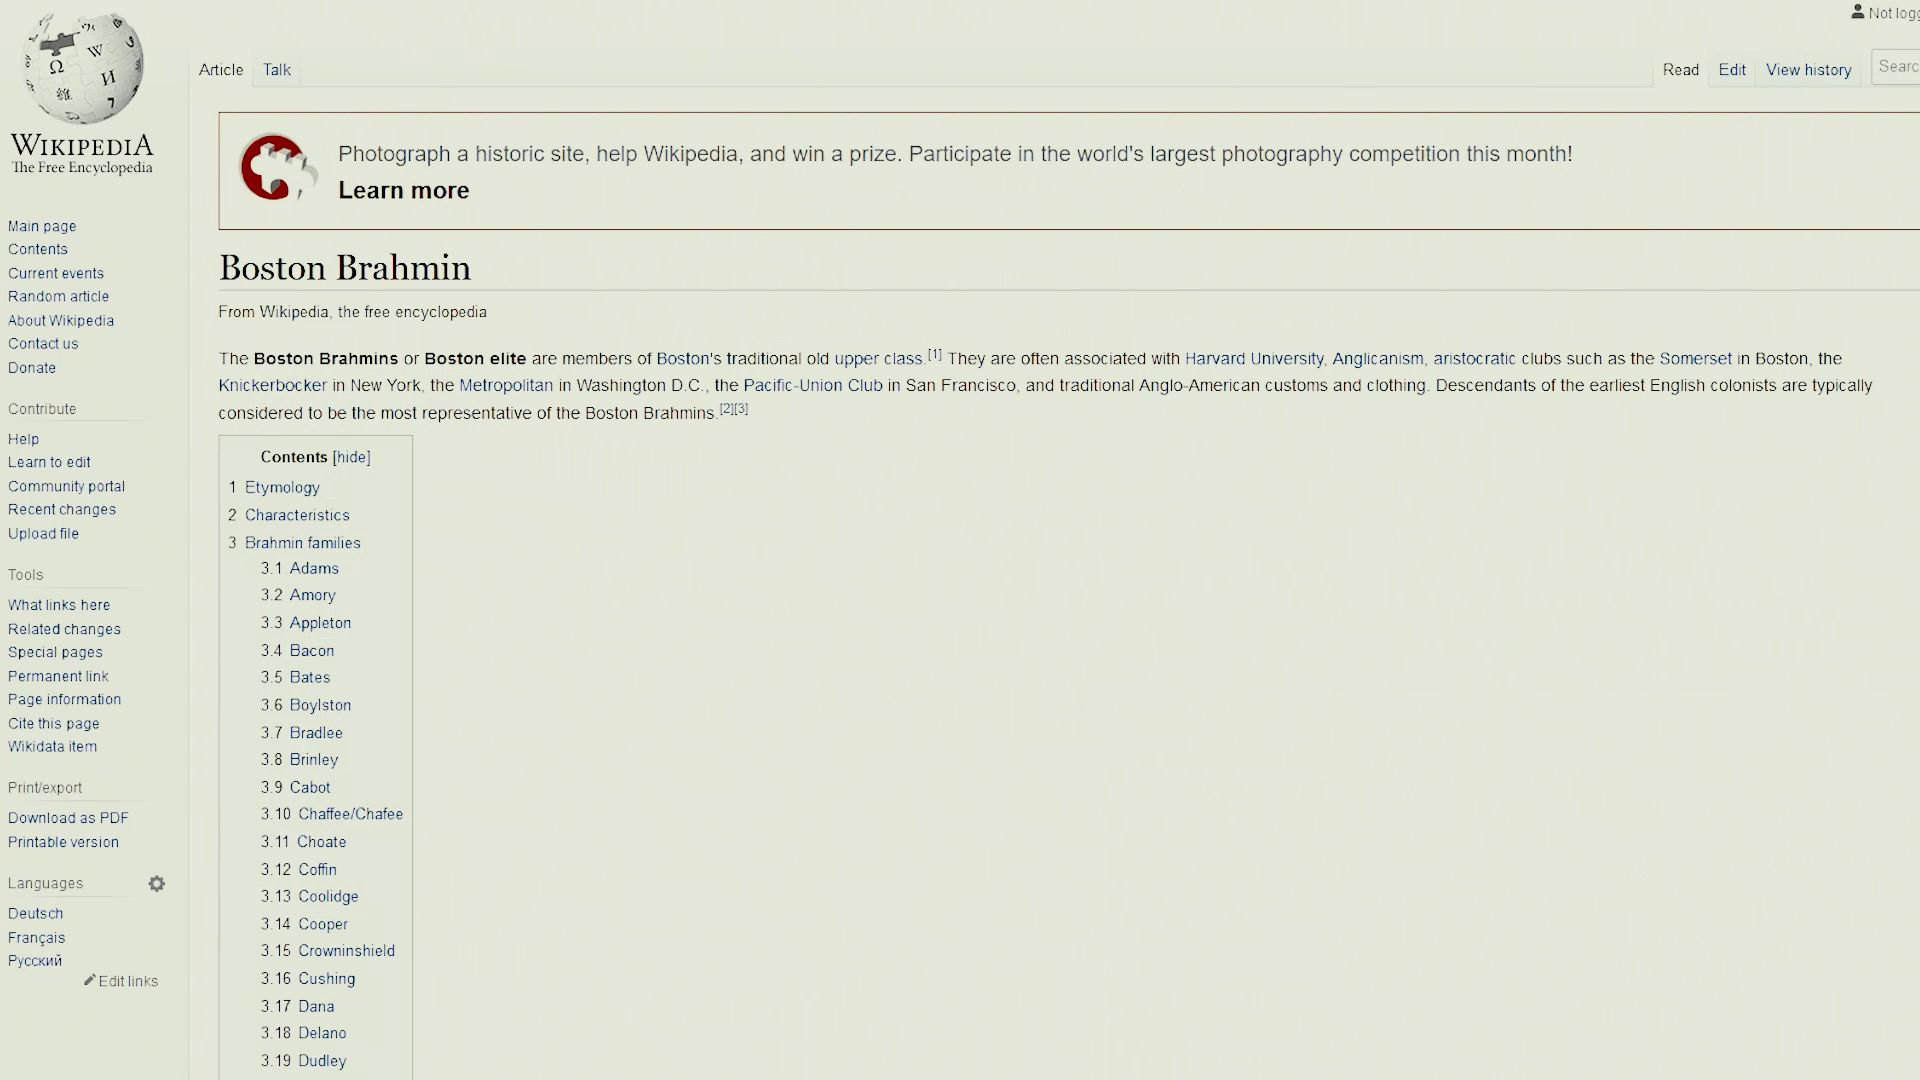 Not logg
Article Talk
Read Edit View history
Searc
WIKIPEDIA
The Free Encyclopedia
Photograph a historic site, help Wikipedia, and win a prize. Participate in the world's largest photography competition this month!
Learn more
Main page
Contents
Current events
Random article
About Wikipedia
Contact us
Donate
Contribute
Help
Learn to edit
Community portal
Recent changes
Upload file
Tools
What links here
Related changes
Special pages
Permanent link
Page information
Cite this page
Wikidata item
Print/export
Download as PDF
Printable version
Languages
Deutsch
Français
Русский
Edit links
Boston Brahmin
From Wikipedia, the free encyclopedia
The Boston Brahmins or Boston elite are members of Boston's traditional old upper class.[1] They are often associated with Harvard University, Anglicanism, aristocratic clubs such as the Somerset in Boston, the
Knickerbocker in New York, the Metropolitan in Washington D.C., the Pacific-Union Club in San Francisco, and traditional Anglo-American customs and clothing. Descendants of the earliest English colonists are typically
considered to be the most representative of the Boston Brahmins.[2][3]
Contents [hide]
1 Etymology
2 Characteristics
3 Brahmin families
3.1 Adams
3.2 Amory
3.3 Appleton
3.4 Bacon
3.5 Bates
3.6 Boylston
3.7 Bradlee
3.8 Brinley
3.9 Cabot
3.10 Chaffee/Chafee
3.11 Choate
3.12 Coffin
3.13 Coolidge
3.14 Cooper
3.15 Crowninshield
3.16 Cushing
3.17 Dana
3.18 Delano
3.19 Dudley